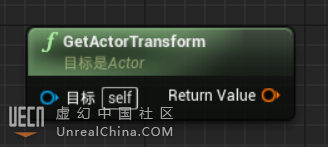 f GetActorTransform
目标是Actor
目标 self Return Value
UECN 虚幻中国社区
UnrealChina.COM